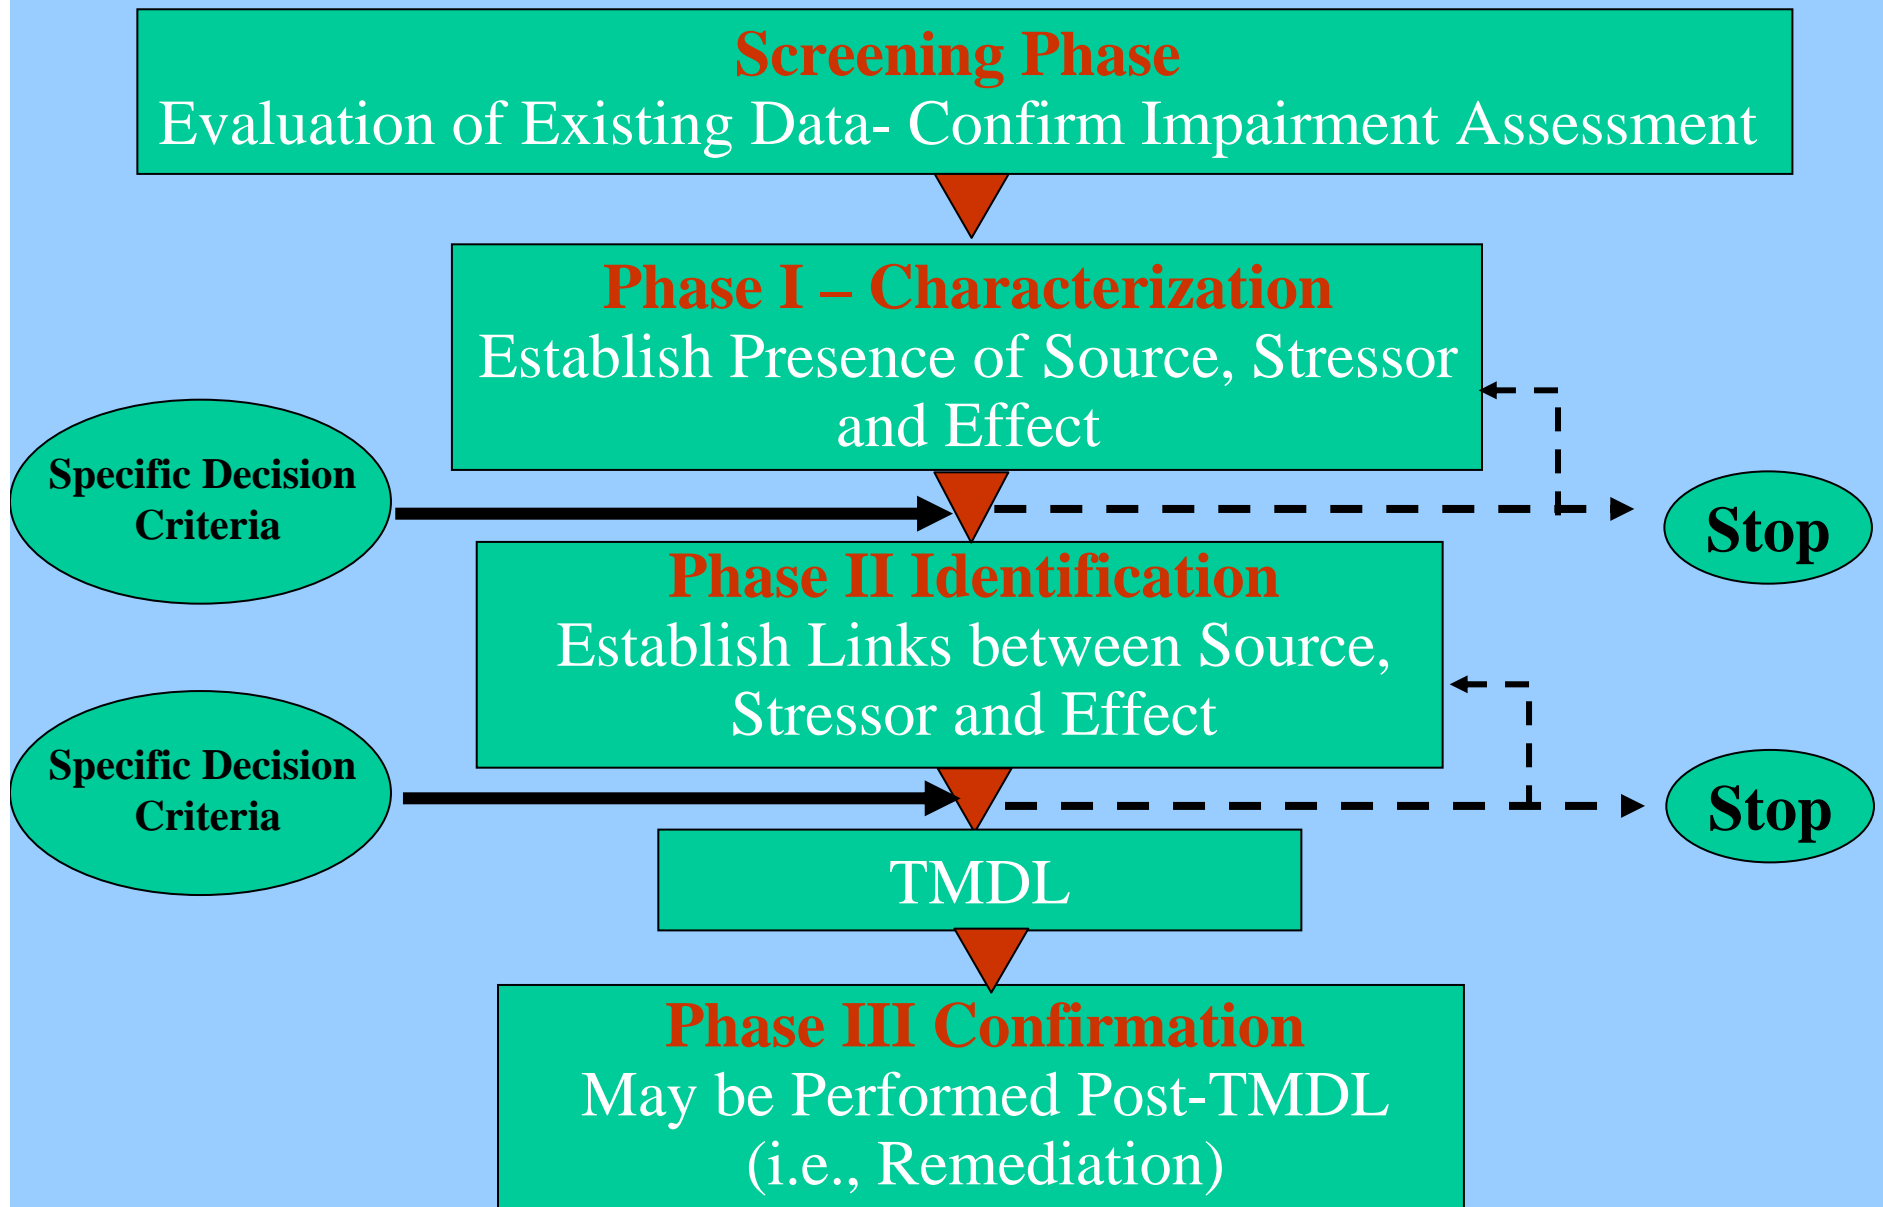 Screening Phase
Evaluation of Existing Data- Confirm Impairment Assessment
Phase I – Characterization
Establish Presence of Source, Stressor
and Effect
Specific Decision
Criteria
Stop
Phase II Identification
Establish Links between Source,
Stressor and Effect
Specific Decision
Criteria
Stop
TMDL
Phase III Confirmation
May be Performed Post-TMDL
(i.e., Remediation)